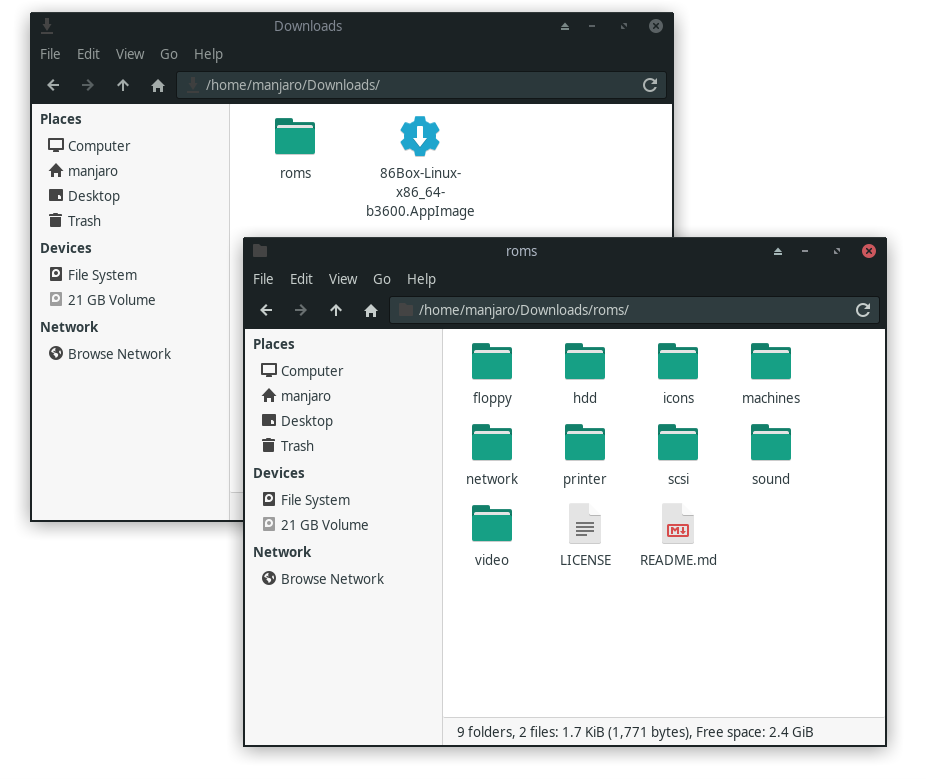 Downloads
File Edit View Go Help
/home/manjaro/Downloads/
Places
Computer
manjaro
Desktop
Trash
Devices
File System
21 GB Volume
Network
Browse Network
roms
86Box-Linux-
x86_64-
b3600.AppImage
roms
File Edit View Go Help
/home/manjaro/Downloads/roms/
Places
Computer
manjaro
Desktop
Trash
Devices
File System
21 GB Volume
Network
Browse Network
floppy hdd icons machines
network printer scsi sound
video LICENSE README.md
9 folders, 2 files: 1.7 KiB (1,771 bytes), Free space: 2.4 GiB